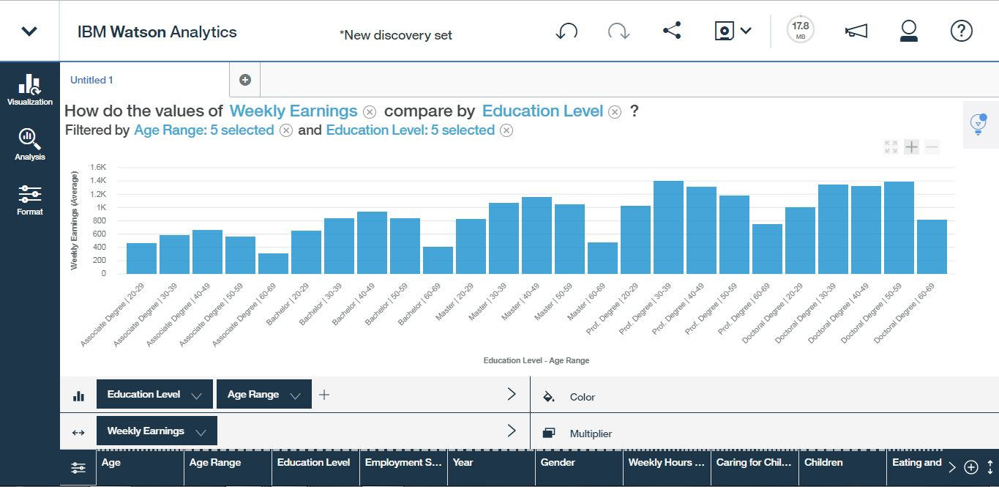 IBM Watson Analytics
*New discovery set
17.8
MB
?
Visualization
Analysis
Format
Untitled 1
How do the values of Weekly Earnings compare by Education Level ?
Filtered by Age Range: 5 selected and Education Level: 5 selected
Weekly Earnings (Average)
1.6K
1.4K
1.2K
1K
800
600
400
200
0
Associate Degree | 20-29
Associate Degree | 30-39
Associate Degree | 40-49
Associate Degree | 50-59
Associate Degree | 60-69
Bachelor | 20-29
Bachelor | 30-39
Bachelor | 40-49
Bachelor | 50-59
Bachelor | 60-69
Master | 20-29
Master | 30-39
Master | 40-49
Master | 50-59
Master | 60-69
Prof. Degree | 20-29
Prof. Degree | 30-39
Prof. Degree | 40-49
Prof. Degree | 50-59
Prof. Degree | 60-69
Doctoral Degree | 20-29
Doctoral Degree | 30-39
Doctoral Degree | 40-49
Doctoral Degree | 50-59
Doctoral Degree | 60-69
Education Level - Age Range
Education Level Age Range
Color
Weekly Earnings
Multiplier
Age Age Range Education Level Employment S... Year Gender Weekly Hours ... Caring for Chil... Children Eating and